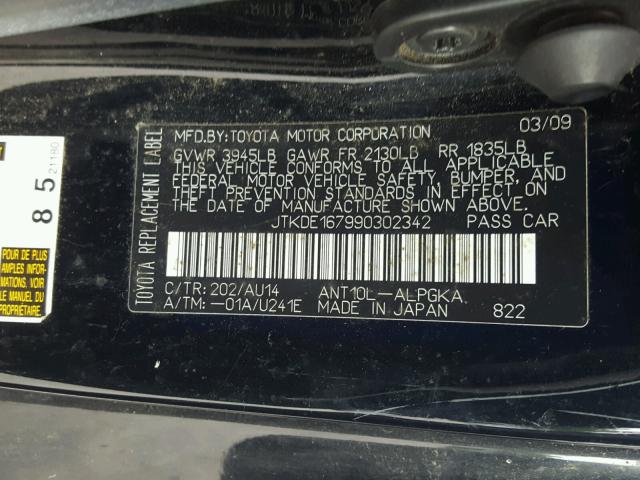 TOYOTA REPLACEMENT LABEL
MFD.BY:TOYOTA MOTOR CORPORATION 03/09
GVWR 3945LB GAWR FR 2130LB RR 1835LB
THIS VEHICLE CONFORMS TO ALL APPLICABLE
FEDERAL MOTOR VEHICLE SAFETY, BUMPER, AND
THEFT PREVENTION STANDARDS IN EFFECT ON
THE DATE OF MANUFACTURE SHOWN ABOVE.
JTKDE167990302342 PASS CAR
C/TR: 202/AU14 ANT10L-ALPGKA
A/TM: -01A/U241E MADE IN JAPAN 822
85
21180
POUR DE PLUS
AMPLES INFOR-
MATIONS,
LE MANUEL DU
PROPRIÉTAIRE.